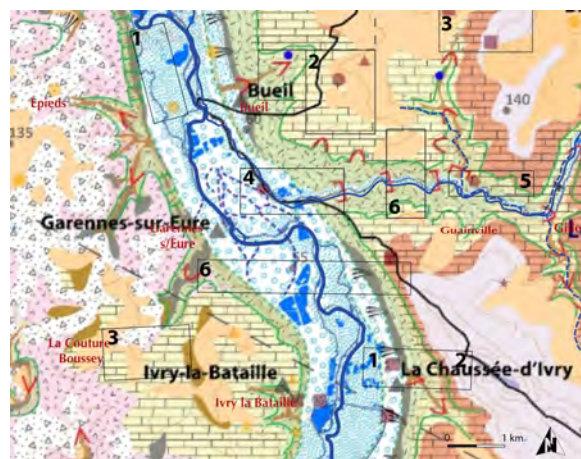 3
1
2
Bueil
Bueil
Epieds
140
135
4
5
6
Garennes-sur-Eure
Garennes
s/Eure
Guainville
55
6
3
La Couture
Boussey
1
2
Ivry-la-Bataille
La Chaussée-d'Ivry
Ivry la Bataille
0 1 km
N